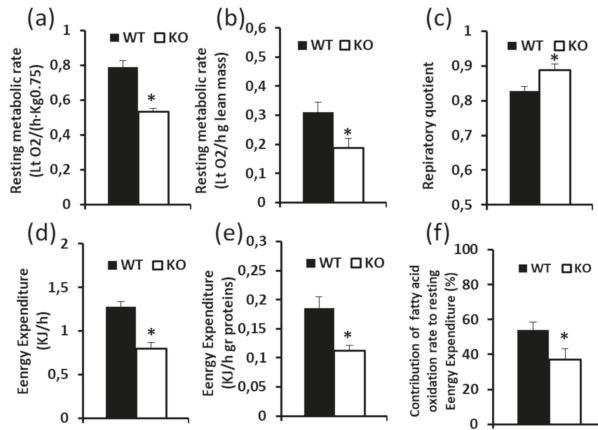 (a)
Resting metabolic rate
(Lt O2/(h·Kg0.75)
1
0,8
0,6
0,4
0,2
0
WT KO
*
(b)
Resting metabolic rate
(Lt O2/h g lean mass)
0,6
0,5
0,4
0,3
0,2
0,1
0
WT KO
*
(c)
Repiratory quotient
1
0,9
0,8
0,7
0,6
0,5
WT KO
*
(d)
Eenrgy Expenditure
(KJ/h)
2
1,5
1
0,5
0
WT KO
*
(e)
Eenrgy Expenditure
(KJ/h gr proteins)
0,3
0,25
0,2
0,15
0,1
0,05
0
WT KO
*
(f)
Contribution of fatty acid
oxidation rate to resting
Eenrgy Expenditure (%)
100
80
60
40
20
0
WT KO
*